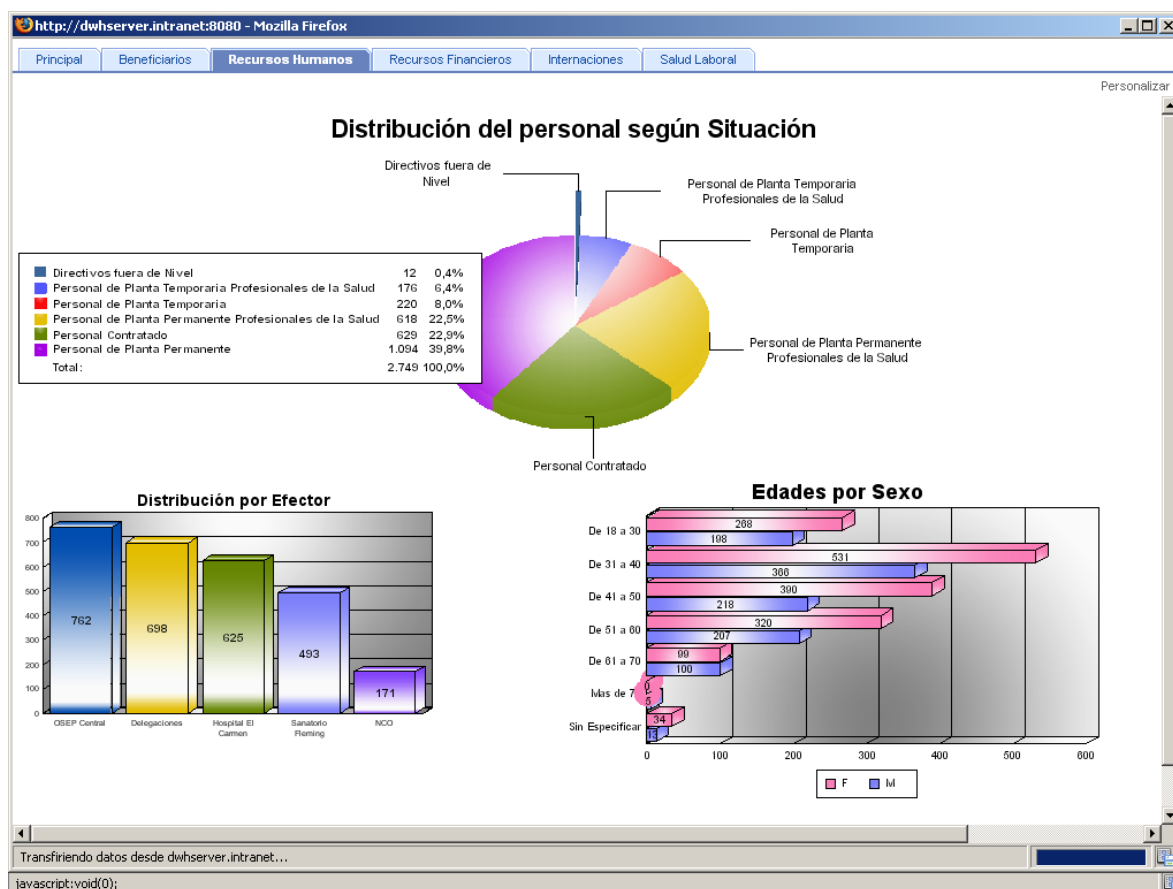 http://dwhserver.intranet:8080 - Mozilla Firefox
Principal Beneficiarios Recursos Humanos Recursos Financieros Internaciones Salud Laboral
Personalizar
Distribución del personal según Situación
Directivos fuera de
Nivel
Personal de Planta Temporaria
Profesionales de la Salud
Personal de Planta
Temporaria
Directivos fuera de Nivel 12 0,4%
Personal de Planta Temporaria Profesionales de la Salud 176 6,4%
Personal de Planta Temporaria 220 8,0%
Personal de Planta Permanente Profesionales de la Salud 618 22,5%
Personal Contratado 629 22,9%
Personal de Planta Permanente 1.094 39,8%
Total: 2.749 100,0%
Personal de Planta Permanente
Profesionales de la Salud
Personal Contratado
Distribución por Efector
800
700
600
500
400
300
200
100
0
762 698 625 493 171
OSEP Central Delegaciones Hospital El Carmen Sanatorio Fleming NCO
Edades por Sexo
De 18 a 30 268 198
De 31 a 40 531 366
De 41 a 50 390 218
De 51 a 60 320 207
De 61 a 70 99 100
Mas de 7 0 5
Sin Especificar 34 13
0 100 200 300 400 500 600
F M
Transfiriendo datos desde dwhserver.intranet...
javascript:void(0);